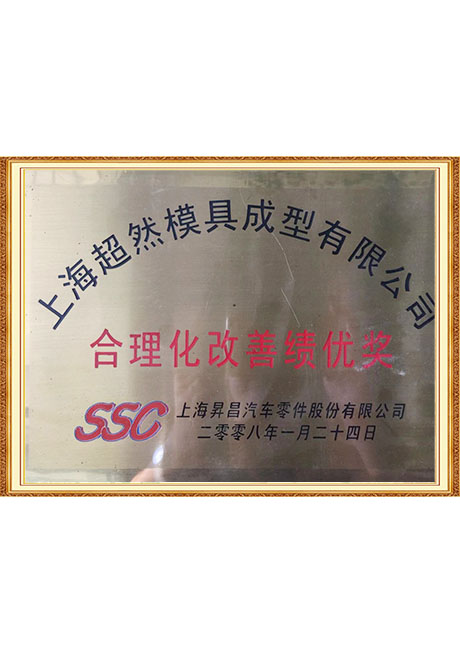 上海超然模具成型有限公司
合理化改善绩优奖
SSC
上海昇昌汽车零件股份有限公司
二零零八年一月二十四日